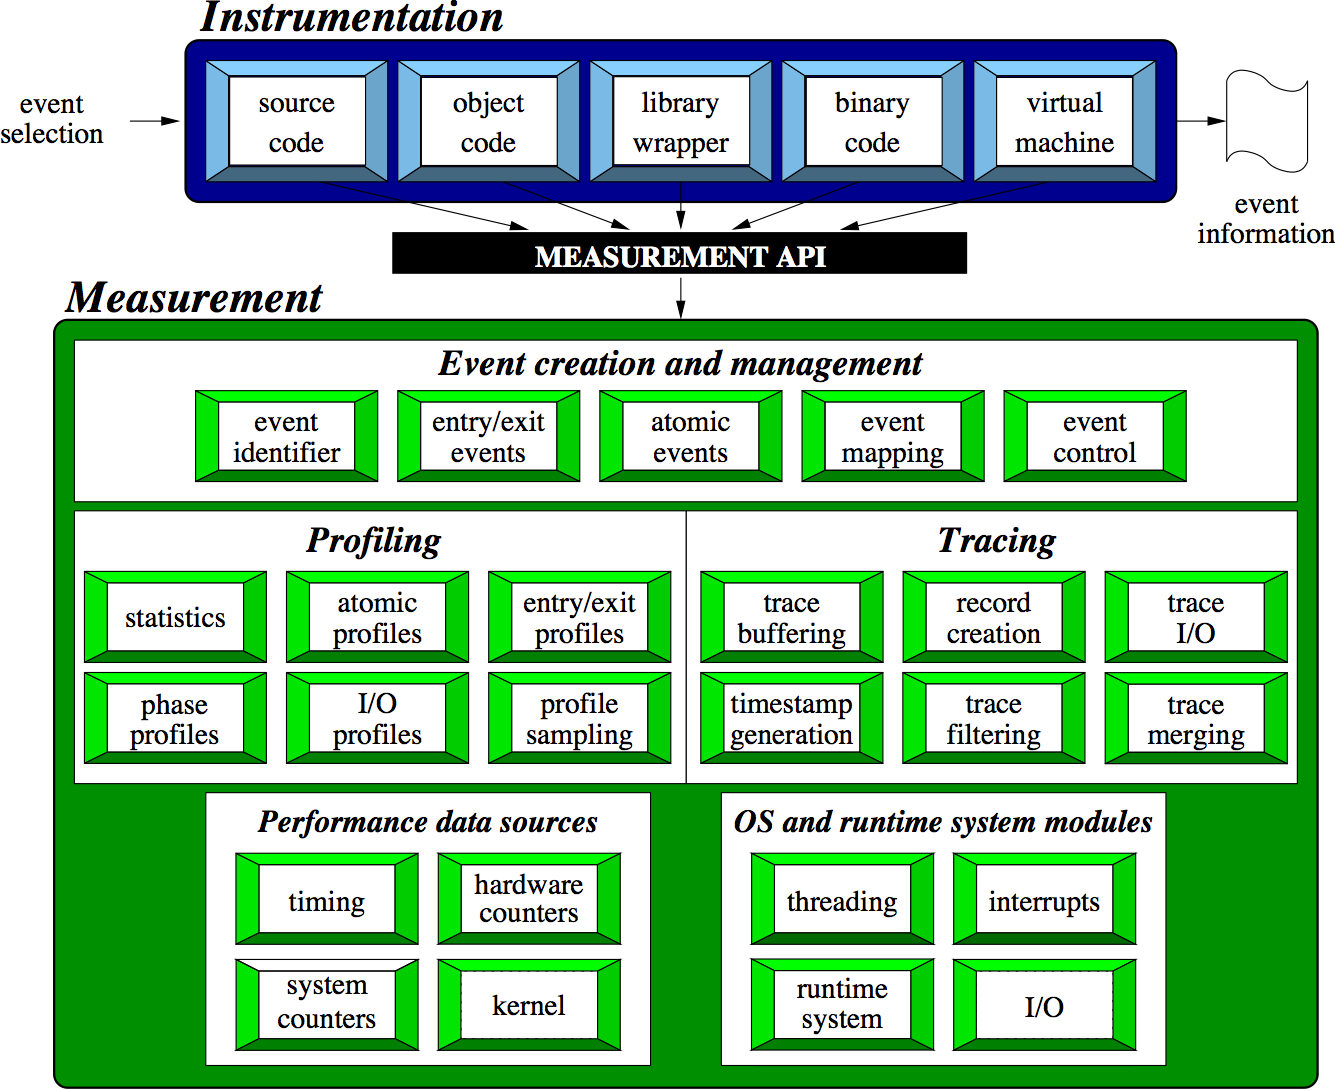 Instrumentation
event
selection
source
code
object
code
library
wrapper
binary
code
virtual
machine
event
information
MEASUREMENT API
Measurement
Event creation and management
event
identifier
entry/exit
events
atomic
events
event
mapping
event
control
Profiling
statistics
atomic
profiles
entry/exit
profiles
phase
profiles
I/O
profiles
profile
sampling
Tracing
trace
buffering
record
creation
trace
I/O
timestamp
generation
trace
filtering
trace
merging
Performance data sources
timing
hardware
counters
system
counters
kernel
OS and runtime system modules
threading
interrupts
runtime
system
I/O